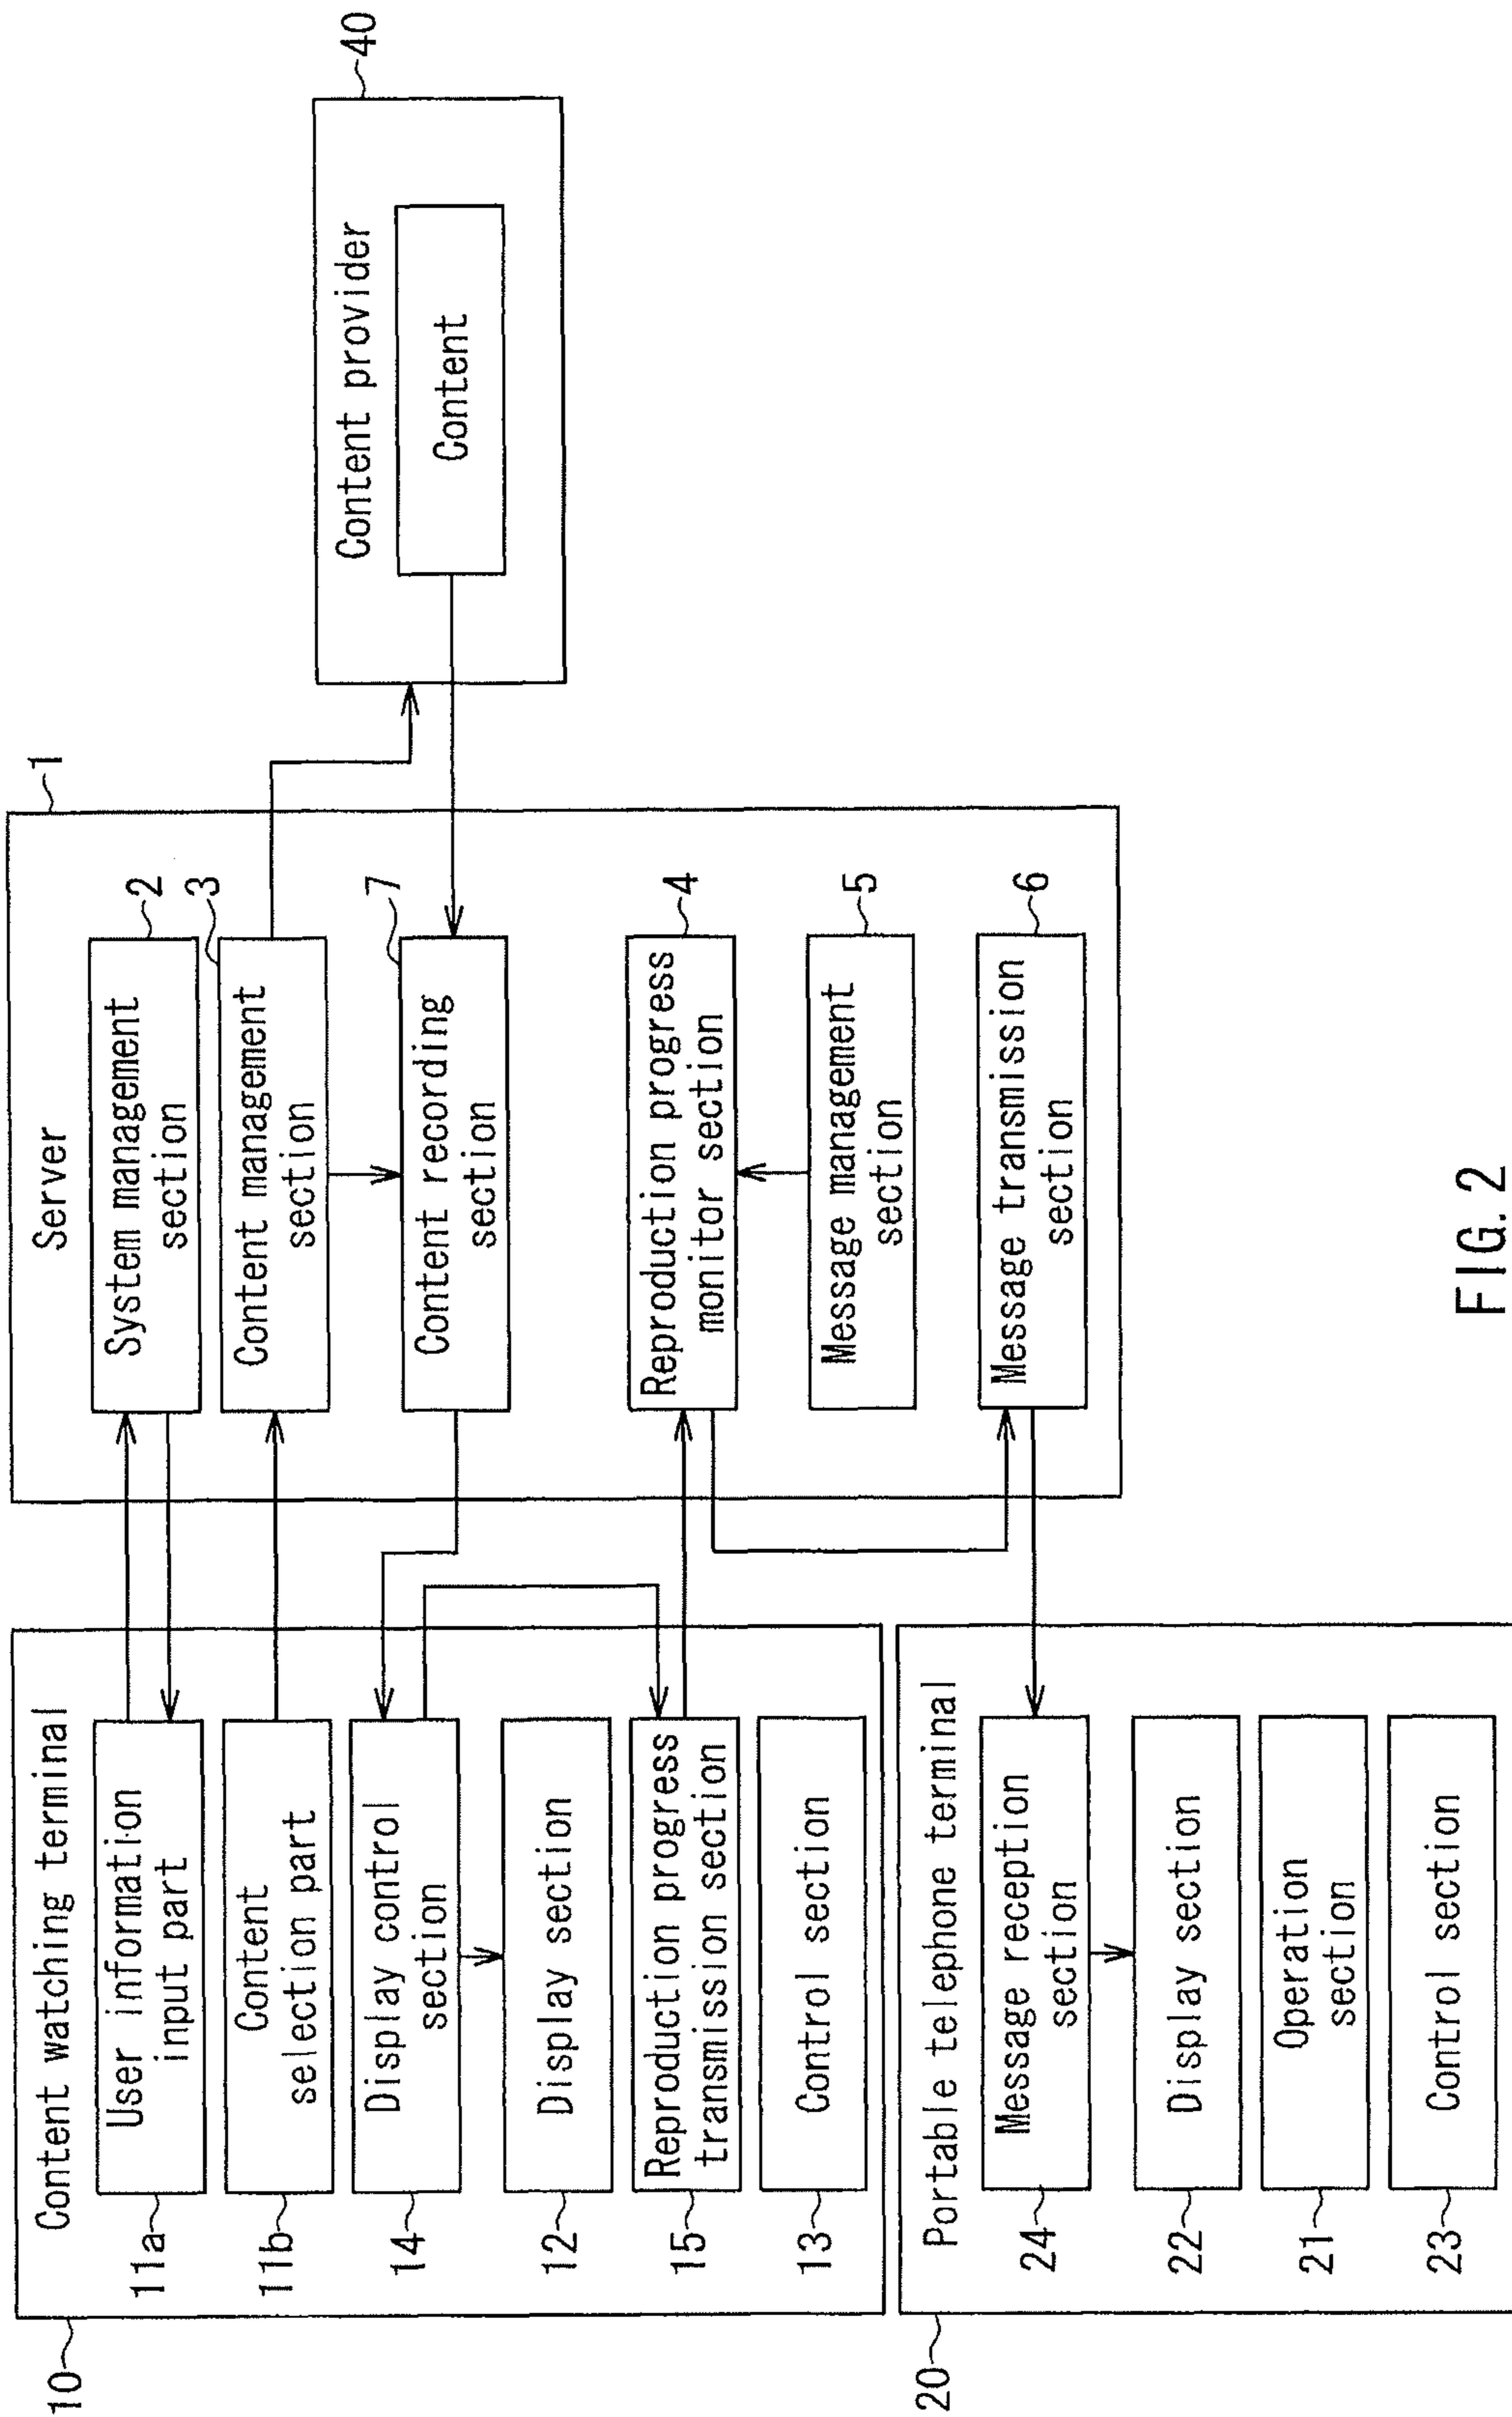 Content watching terminal
10
User information
input part
11a
Content
selection part
11b
Display control
section
14
Display section
12
Reproduction progress
transmission section
15
Control section
13
Portable telephone terminal
20
Message reception
section
24
Display section
22
Operation
section
21
Control section
23
Server
1
System management
section
2
Content management
section
3
Content recording
section
7
Reproduction progress
monitor section
4
Message management
section
5
Message transmission
section
6
Content provider
40
Content
FIG. 2